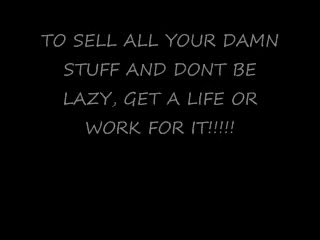 TO SELL ALL YOUR DAMN
STUFF AND DONT BE
LAZY, GET A LIFE OR
WORK FOR IT!!!!!